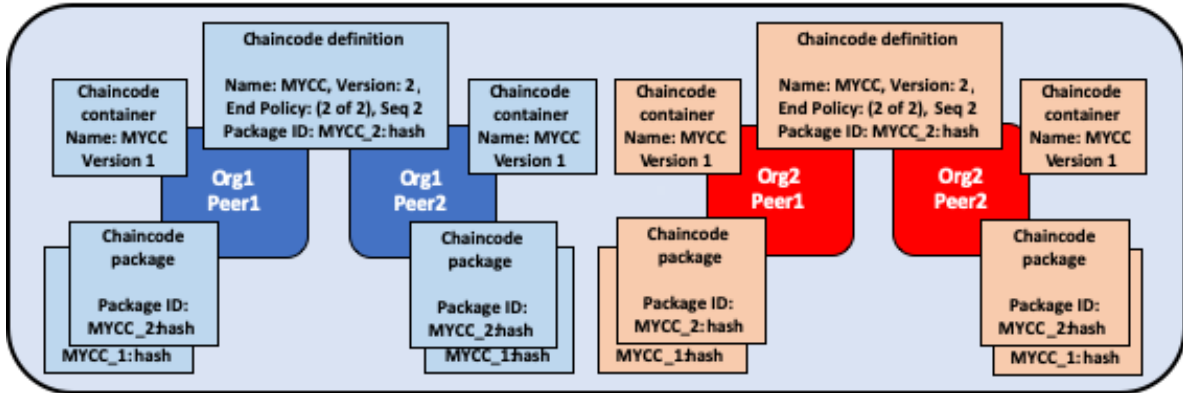 Chaincode definition
Name: MYCC, Version: 2,
End Policy: (2 of 2), Seq 2
Package ID: MYCC_2:hash
Chaincode
container
Name: MYCC
Version 1
Chaincode
container
Name: MYCC
Version 1
Org1
Peer1
Org1
Peer2
Chaincode
package
Package ID:
MYCC_2:hash
MYCC_1:hash
Chaincode
package
Package ID:
MYCC_2:hash
MYCC_1:hash
Chaincode definition
Name: MYCC, Version: 2,
End Policy: (2 of 2), Seq 2
Package ID: MYCC_2:hash
Chaincode
container
Name: MYCC
Version 1
Chaincode
container
Name: MYCC
Version 1
Org2
Peer1
Org2
Peer2
Chaincode
package
Package ID:
MYCC_2:hash
MYCC_1:hash
Chaincode
package
Package ID:
MYCC_2:hash
MYCC_1:hash